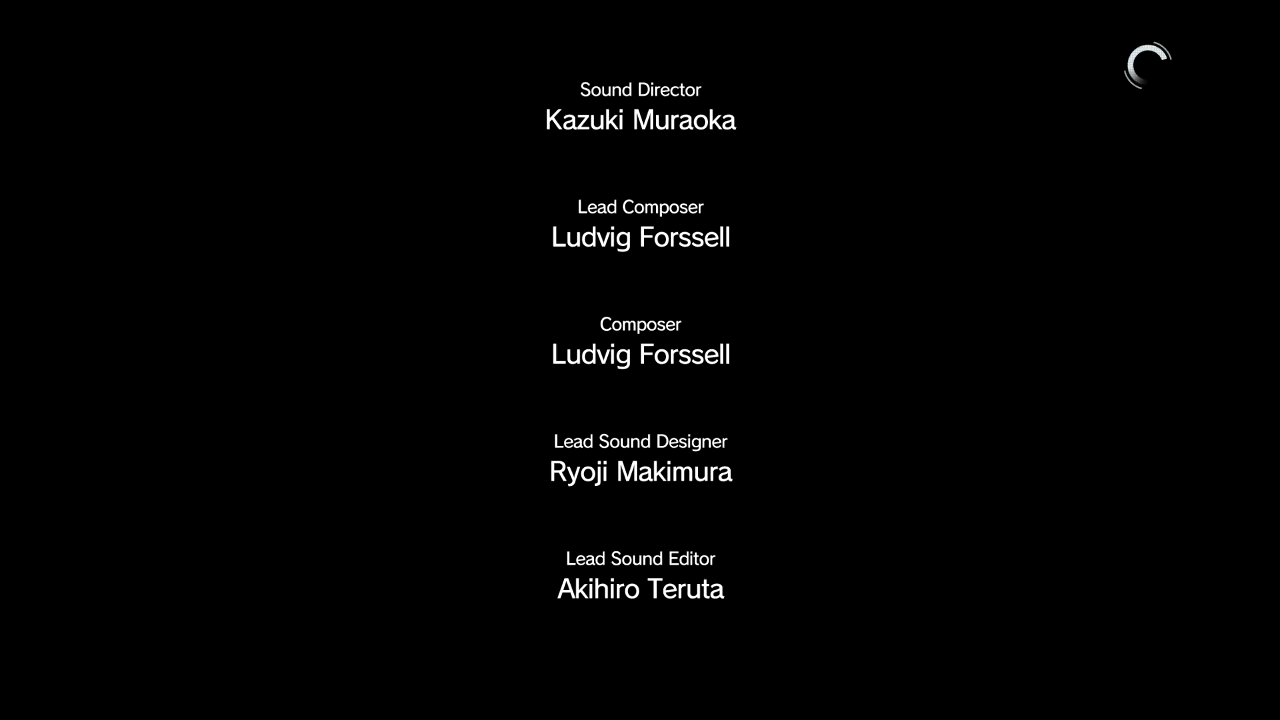 Sound Director
Kazuki Muraoka
Lead Composer
Ludvig Forssell
Composer
Ludvig Forssell
Lead Sound Designer
Ryoji Makimura
Lead Sound Editor
Akihiro Teruta